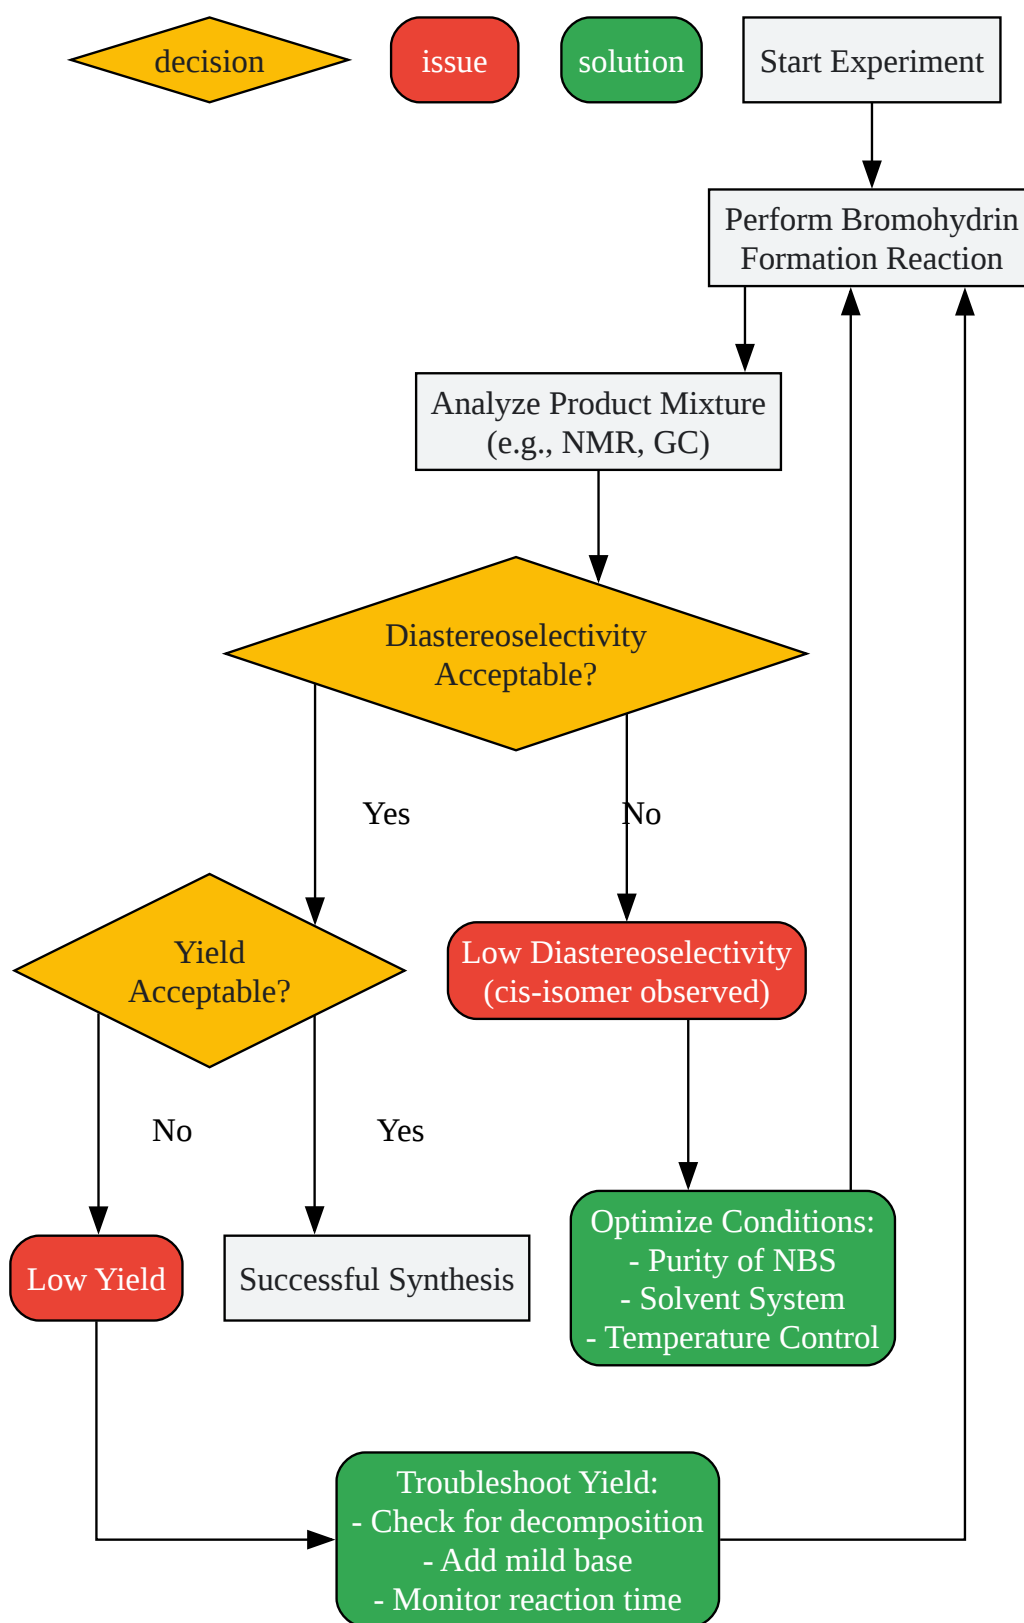 decision
issue
solution
Start Experiment
Perform Bromohydrin
Formation Reaction
Analyze Product Mixture
(e.g., NMR, GC)
Diastereoselectivity
Acceptable?
Yes
No
Yield
Acceptable?
Low Diastereoselectivity
(cis-isomer observed)
No
Yes
Low Yield
Successful Synthesis
Optimize Conditions:
- Purity of NBS
- Solvent System
- Temperature Control
Troubleshoot Yield:
- Check for decomposition
- Add mild base
- Monitor reaction time